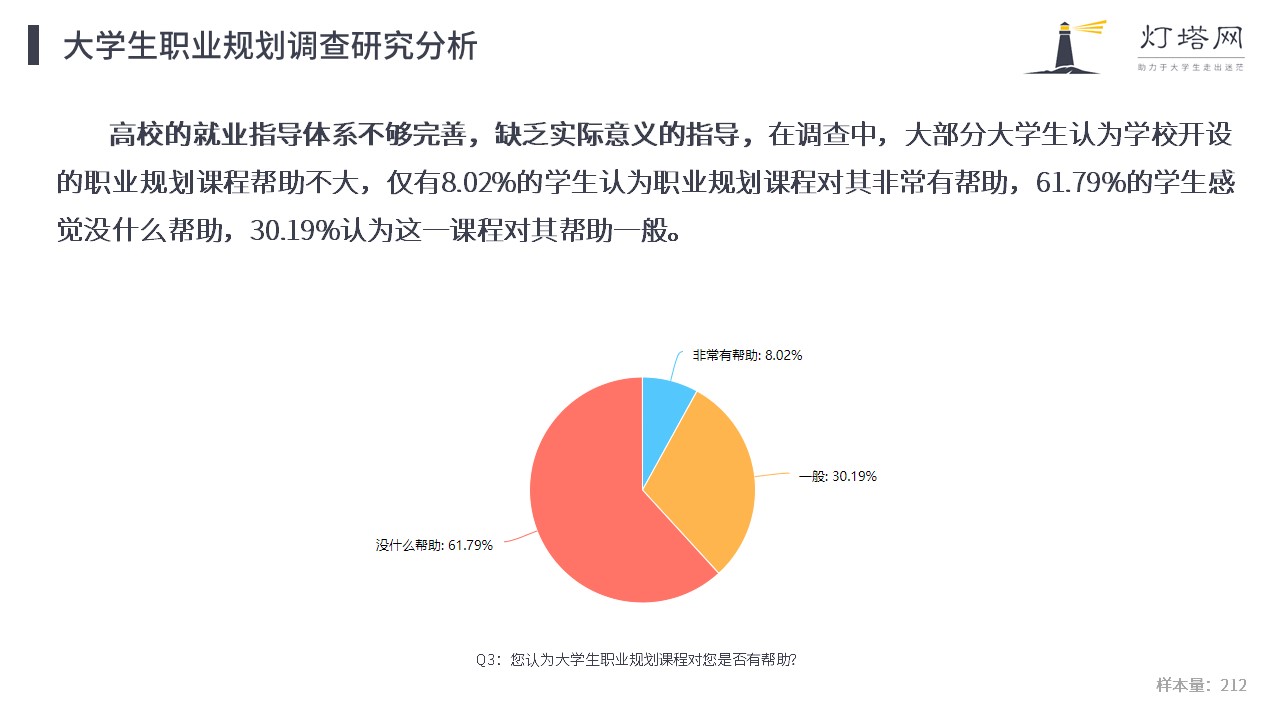 大学生职业规划调查研究分析
灯塔网
助力于大学生走出迷茫
高校的就业指导体系不够完善，缺乏实际意义的指导，在调查中，大部分大学生认为学校开设
的职业规划课程帮助不大，仅有8.02%的学生认为职业规划课程对其非常有帮助，61.79%的学生感
觉没什么帮助，30.19%认为这一课程对其帮助一般。
非常有帮助: 8.02%
一般: 30.19%
没什么帮助: 61.79%
Q3：您认为大学生职业规划课程对您是否有帮助?
样本量：212